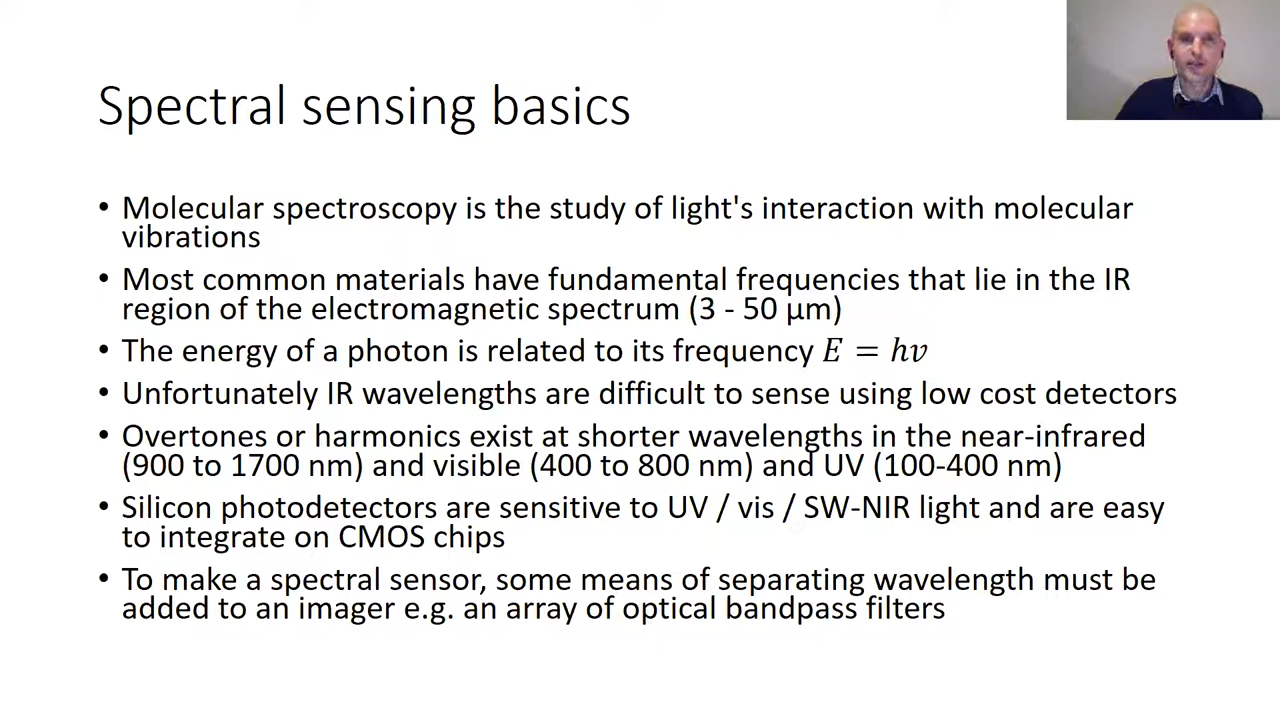 Spectral sensing basics
• Molecular spectroscopy is the study of light's interaction with molecular
vibrations
• Most common materials have fundamental frequencies that lie in the IR
region of the electromagnetic spectrum (3 - 50 µm)
• The energy of a photon is related to its frequency E = hν
• Unfortunately IR wavelengths are difficult to sense using low cost detectors
• Overtones or harmonics exist at shorter wavelengths in the near-infrared
(900 to 1700 nm) and visible (400 to 800 nm) and UV (100-400 nm)
• Silicon photodetectors are sensitive to UV / vis / SW-NIR light and are easy
to integrate on CMOS chips
• To make a spectral sensor, some means of separating wavelength must be
added to an imager e.g. an array of optical bandpass filters